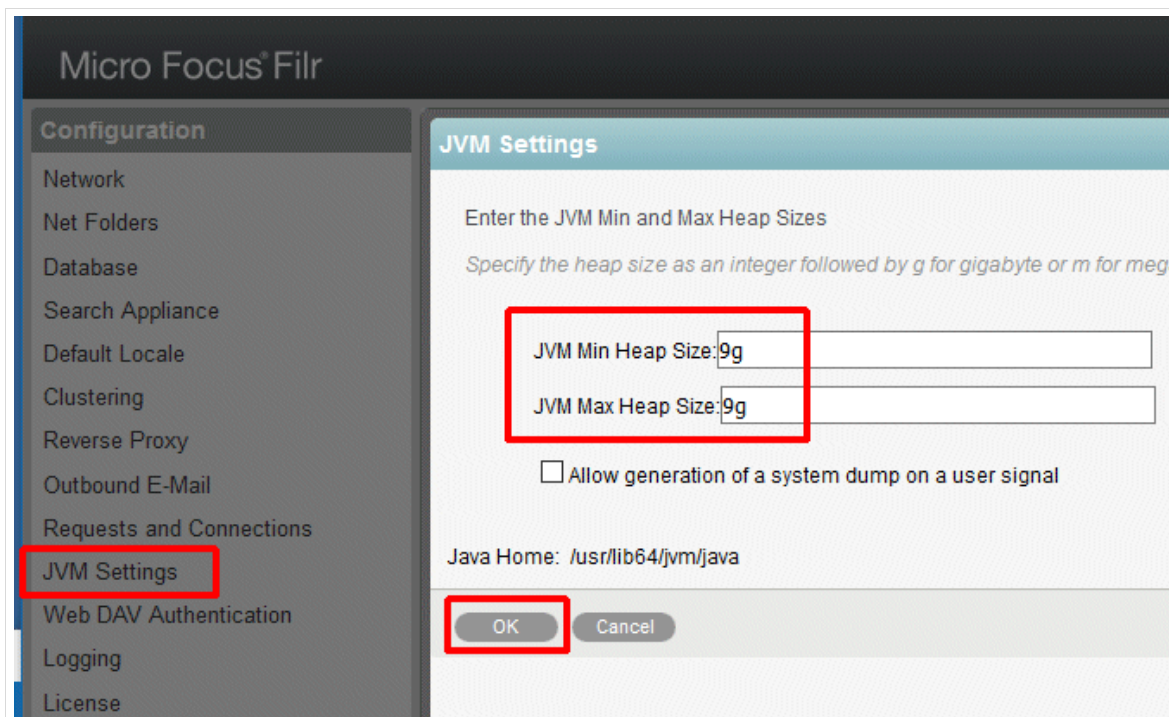 Micro Focus® Filr
Configuration
Network
Net Folders
Database
Search Appliance
Default Locale
Clustering
Reverse Proxy
Outbound E-Mail
Requests and Connections
JVM Settings
Web DAV Authentication
Logging
License
JVM Settings
Enter the JVM Min and Max Heap Sizes
Specify the heap size as an integer followed by g for gigabyte or m for meg
JVM Min Heap Size:9g
JVM Max Heap Size:9g
Allow generation of a system dump on a user signal
Java Home: /usr/lib64/jvm/java
OK Cancel